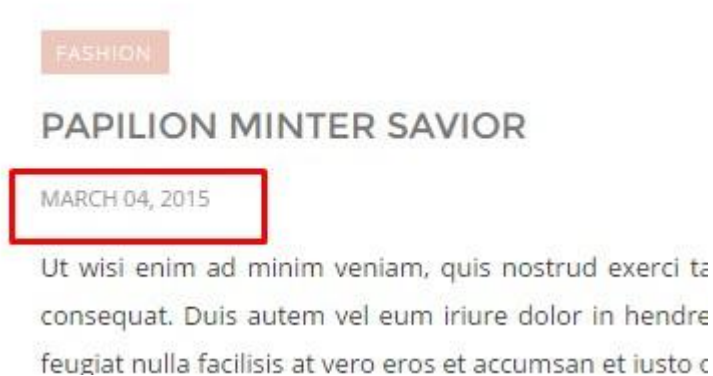 FASHION
PAPILION MINTER SAVIOR
MARCH 04, 2015
Ut wisi enim ad minim veniam, quis nostrud exerci ta
consequat. Duis autem vel eum iriure dolor in hendre
feugiat nulla facilisis at vero eros et accumsan et iusto